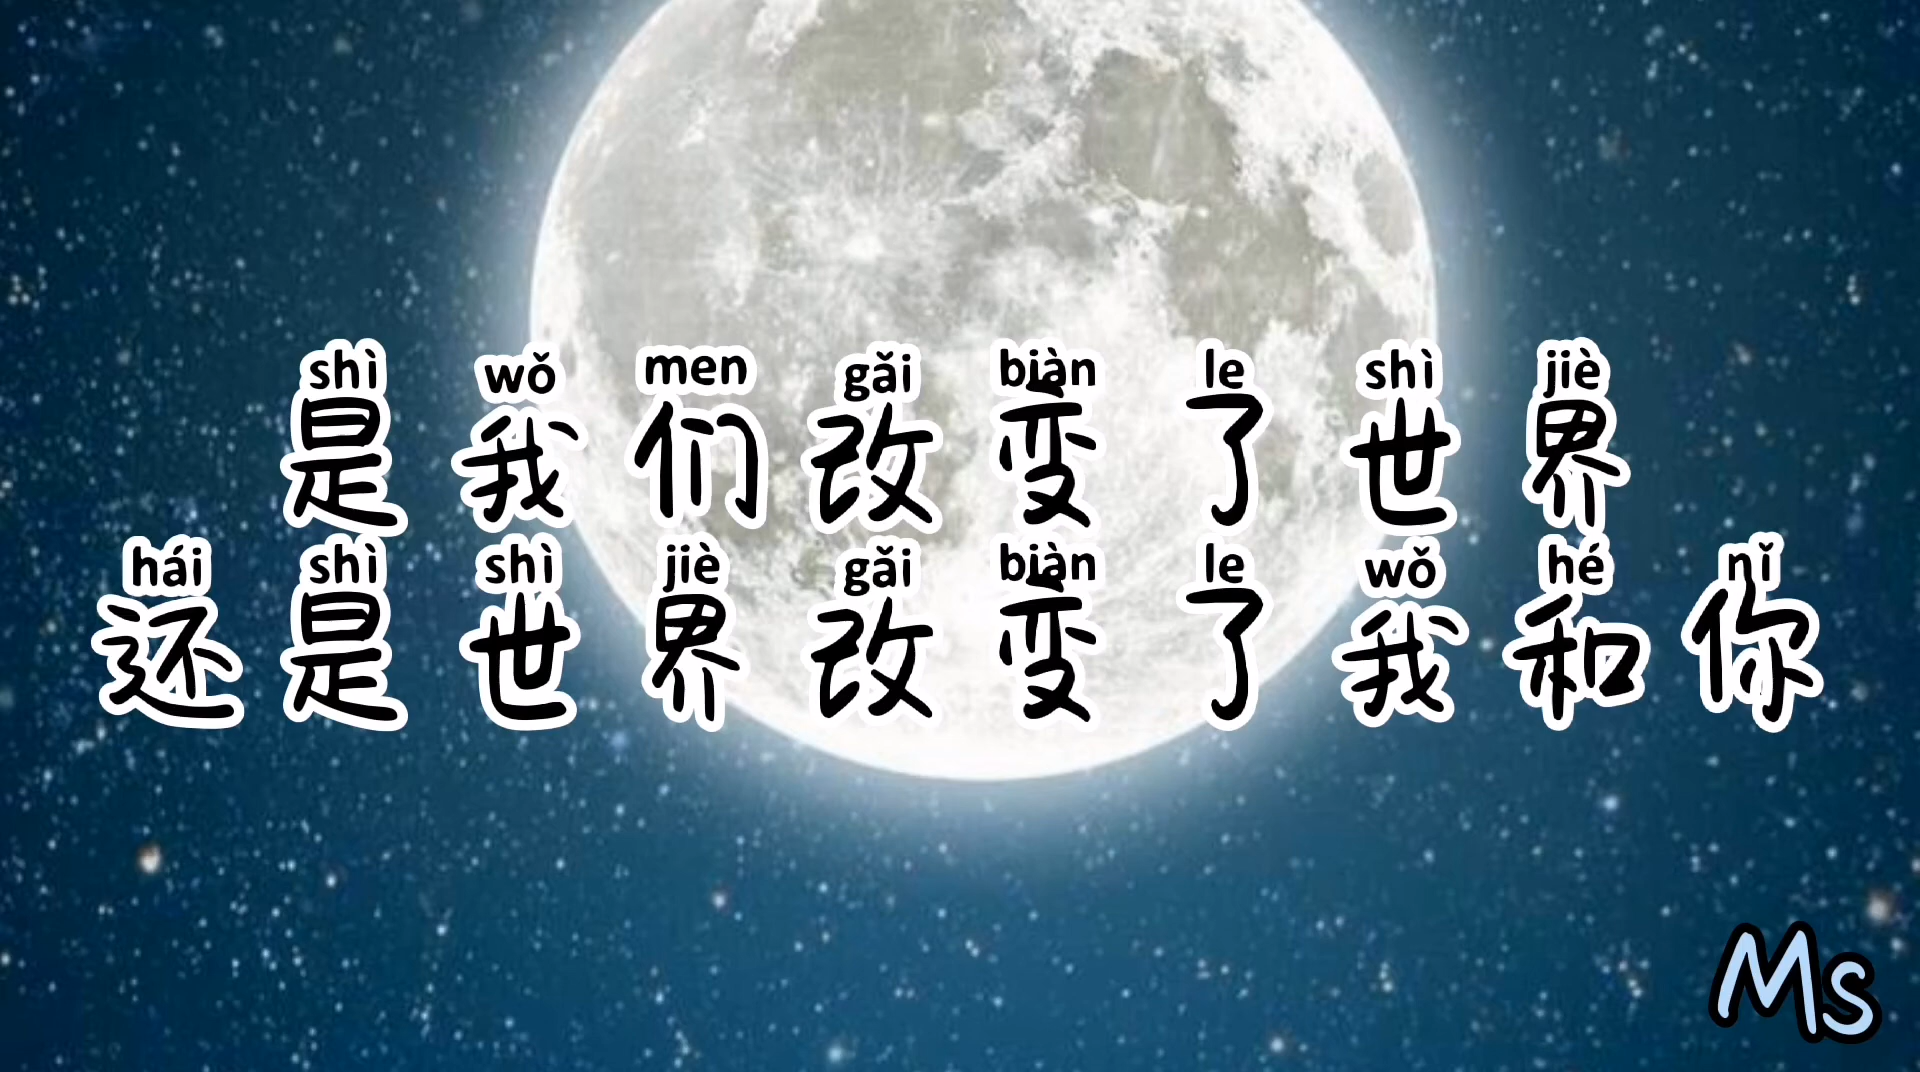 shì wǒ men gǎi biàn le shì jiè
是我们改变了世界
hái shì shì jiè gǎi biàn le wǒ hé nǐ
还是世界改变了我和你
Ms